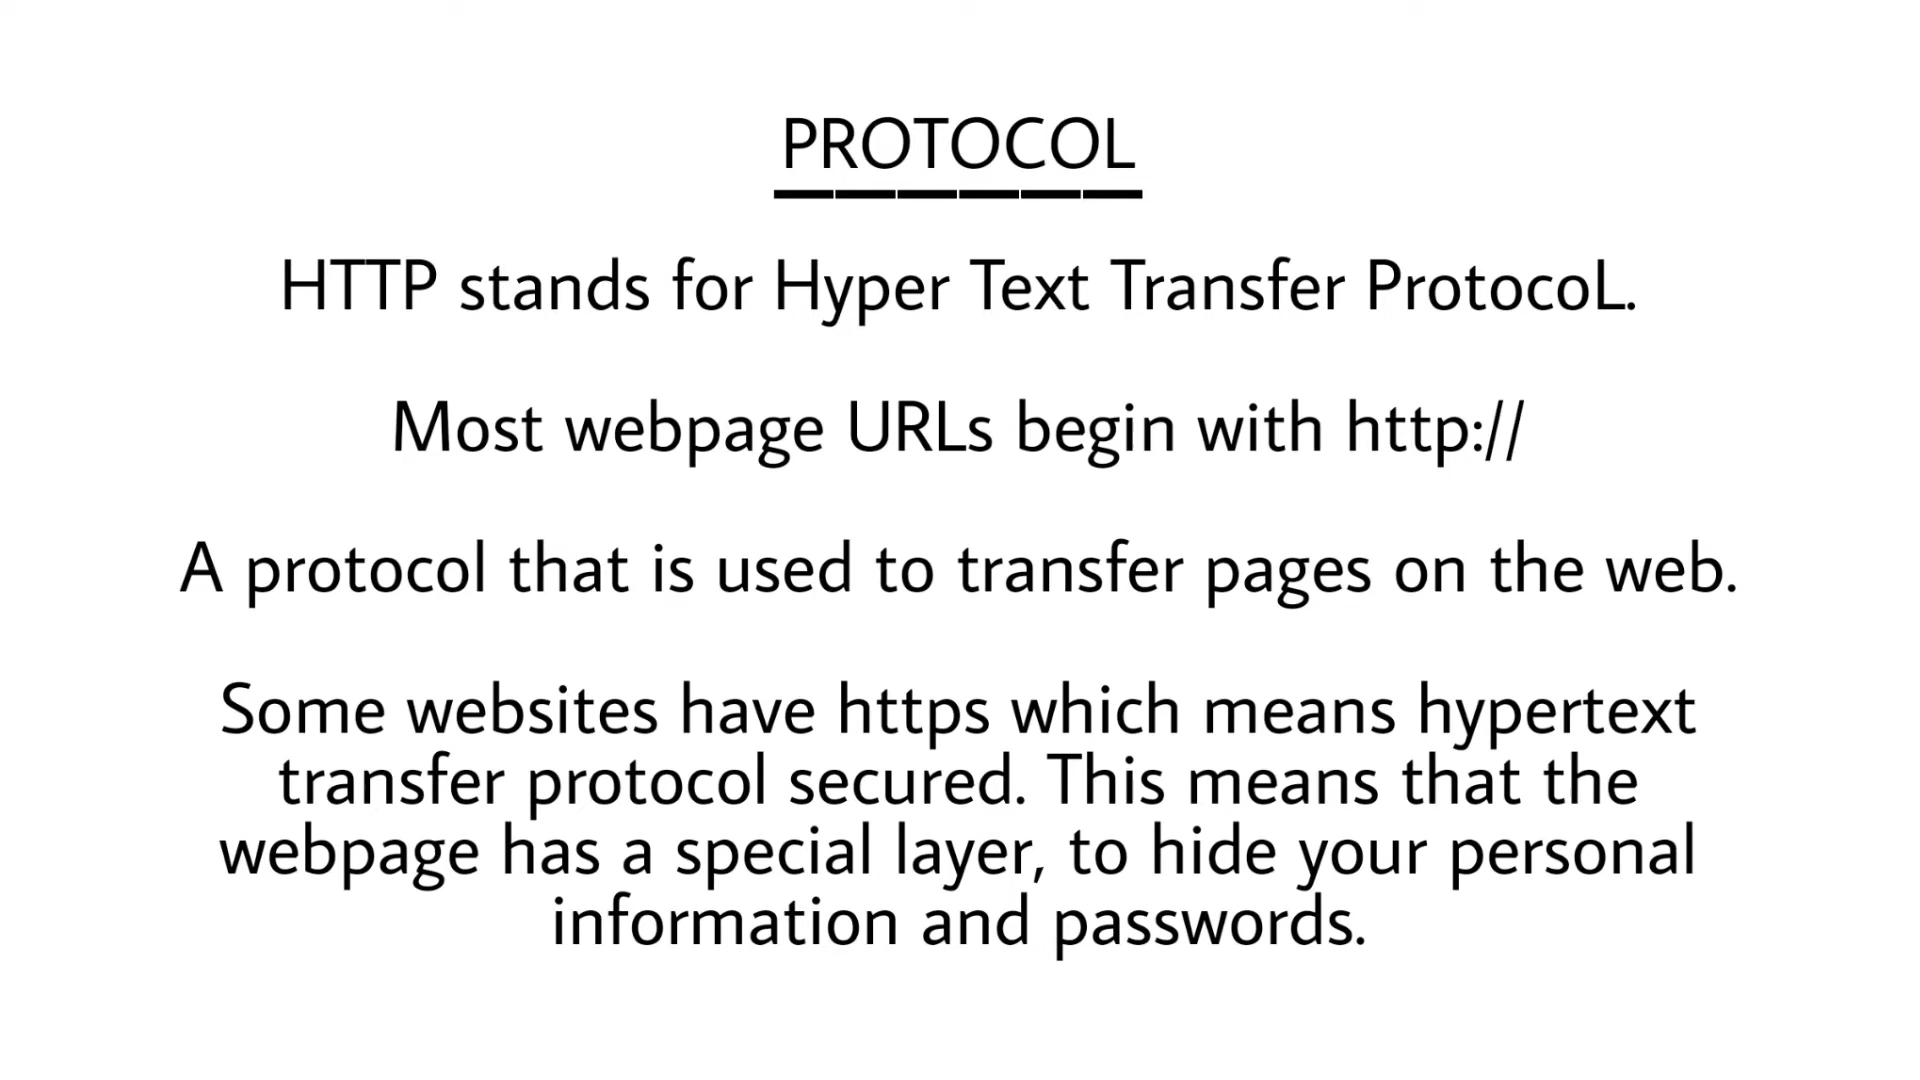 PROTOCOL
HTTP stands for Hyper Text Transfer ProtocoL.
Most webpage URLs begin with http://
A protocol that is used to transfer pages on the web.
Some websites have https which means hypertext
transfer protocol secured. This means that the
webpage has a special layer, to hide your personal
information and passwords.